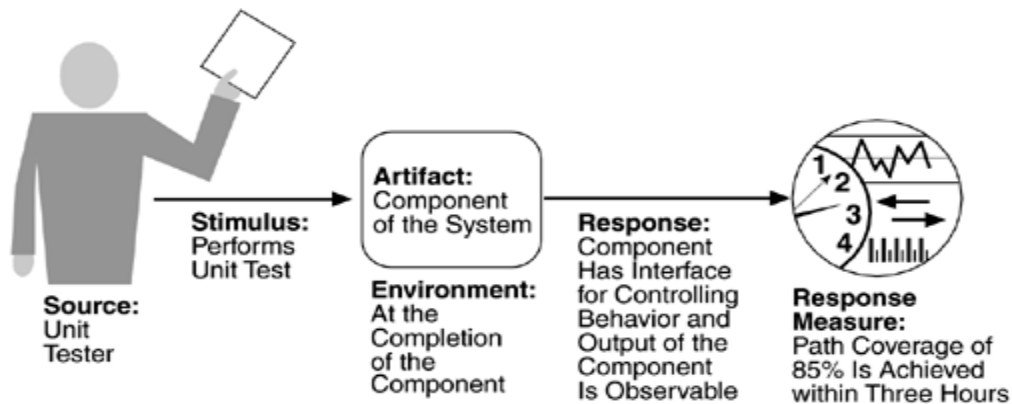 Source:
Unit
Tester
Stimulus:
Performs
Unit Test
Artifact:
Component
of the System
Environment:
At the
Completion
of the
Component
Response:
Component
Has Interface
for Controlling
Behavior and
Output of the
Component
Is Observable
1
2
3
4
Response
Measure:
Path Coverage of
85% Is Achieved
within Three Hours